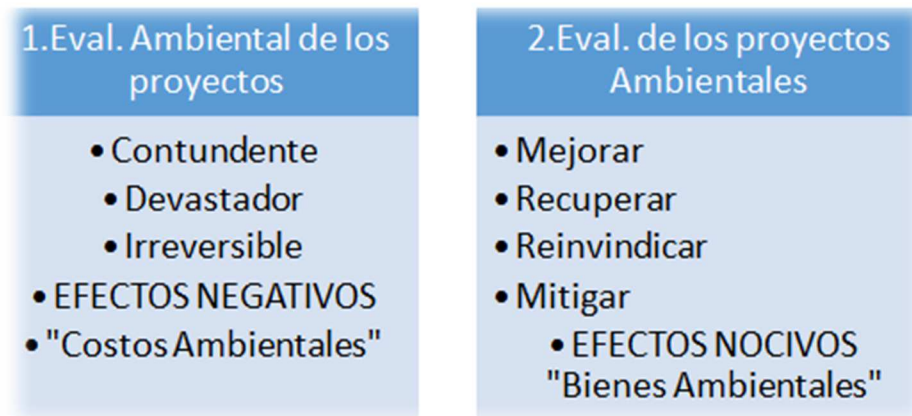 1.Eval. Ambiental de los
proyectos
• Contundente
• Devastador
• Irreversible
• EFECTOS NEGATIVOS
• "Costos Ambientales"
2.Eval. de los proyectos
Ambientales
• Mejorar
• Recuperar
• Reinvindicar
• Mitigar
• EFECTOS NOCIVOS
"Bienes Ambientales"